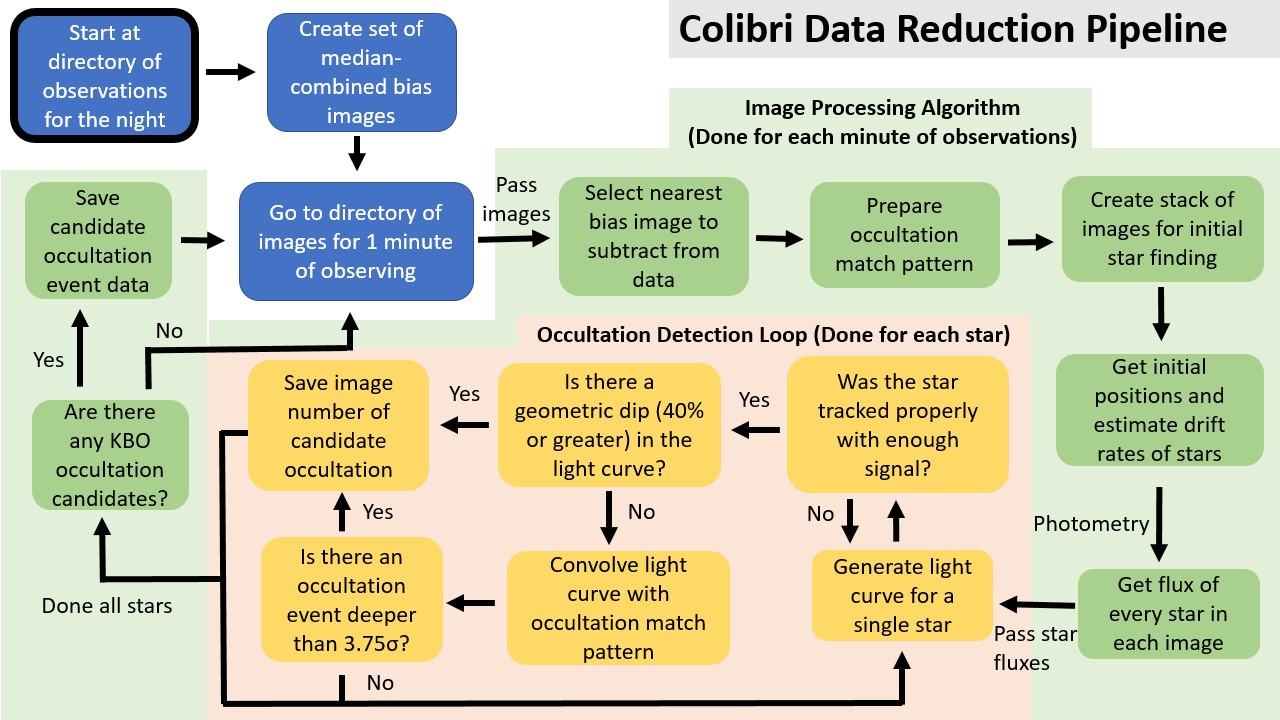 Colibri Data Reduction Pipeline
Start at
directory of
observations
for the night
Create set of
median-
combined bias
images
Image Processing Algorithm
(Done for each minute of observations)
Save
candidate
occultation
event data
Go to directory of
images for 1 minute
of observing
Pass
images
Select nearest
bias image to
subtract from
data
Prepare
occultation
match pattern
Create stack of
images for initial
star finding
No
Yes
Occultation Detection Loop (Done for each star)
Are there
any KBO
occultation
candidates?
Save image
number of
candidate
occultation
Yes
Is there a
geometric dip (40%
or greater) in the
light curve?
Yes
Was the star
tracked properly
with enough
signal?
Get initial
positions and
estimate drift
rates of stars
Yes
No
No
Photometry
Done all stars
Is there an
occultation
event deeper
than 3.75σ?
Convolve light
curve with
occultation match
pattern
Generate light
curve for a
single star
Get flux of
every star in
each image
Pass star
fluxes
No